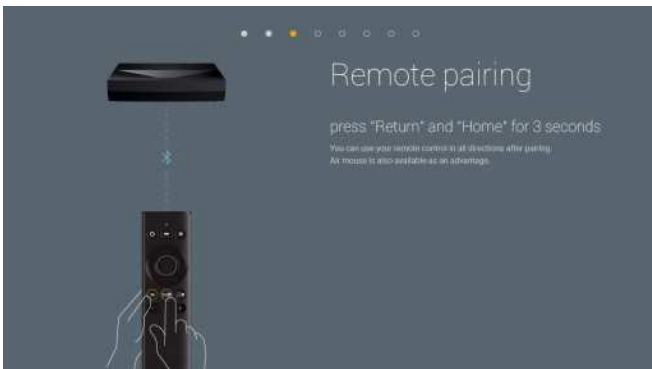 Remote pairing
press "Return" and "Home" for 3 seconds
You can use your remote control in all directions after pairing.
Air mouse is also available as an advantage.